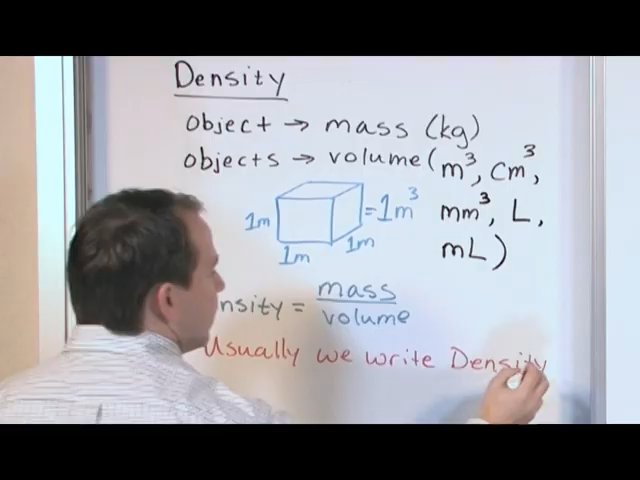 Density
object → mass (kg)
objects → volume (m³, cm³,
mm³, L,
mL)
1m
1m
1m
=1m³
nsity = mass
volume
Usually we write Density